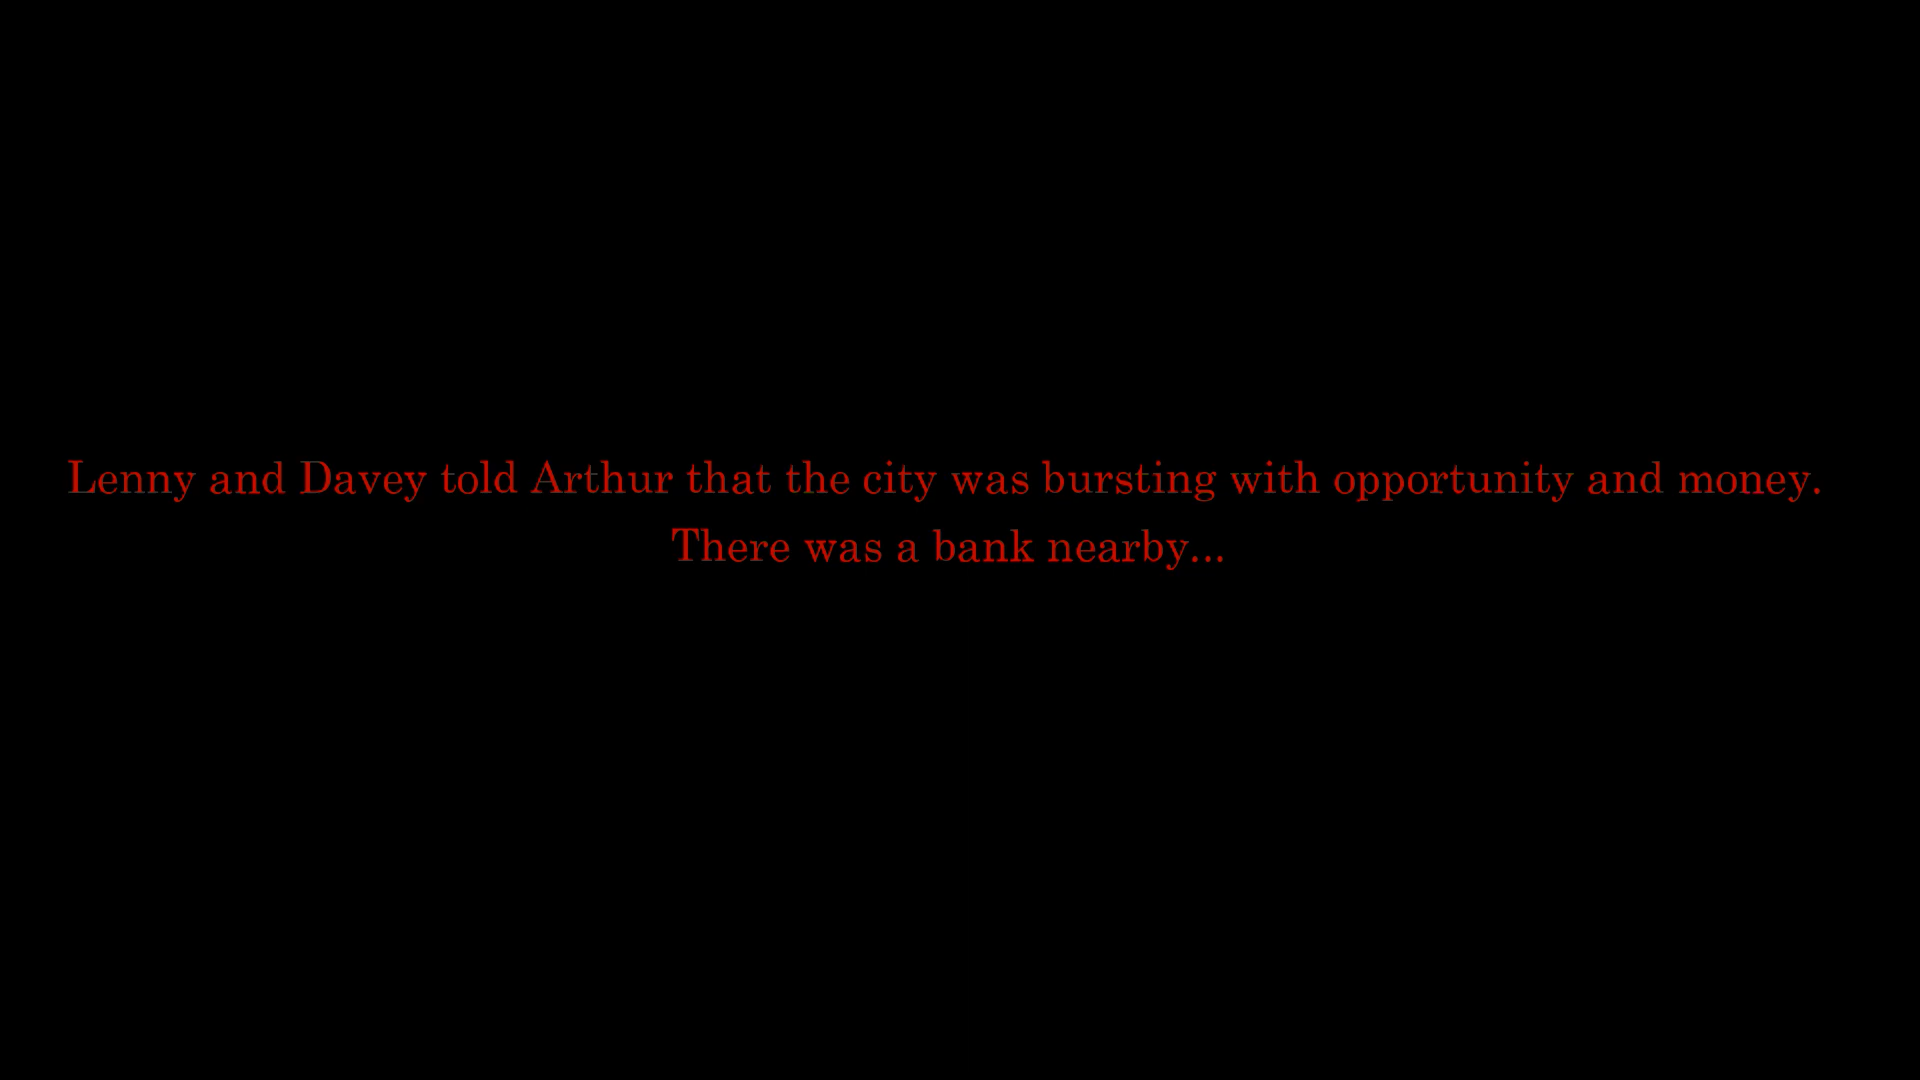 Lenny and Davey told Arthur that the city was bursting with opportunity and money.
There was a bank nearby...